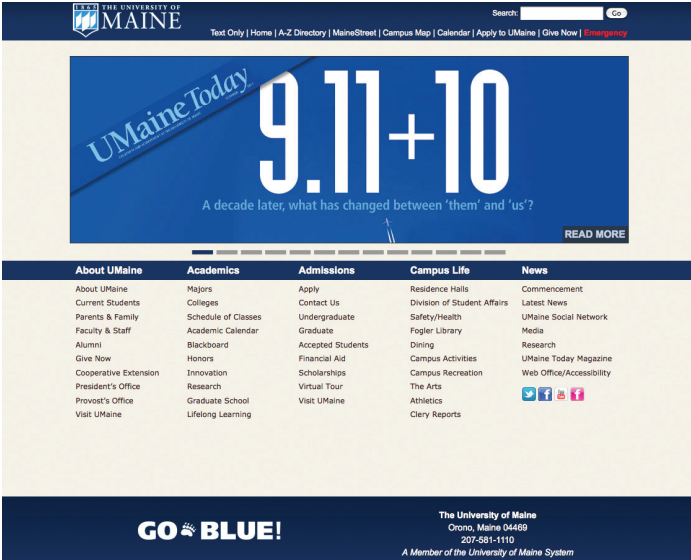 1865 THE UNIVERSITY OF
MAINE
Search: Go
Text Only | Home | A-Z Directory | MaineStreet | Campus Map | Calendar | Apply to UMaine | Give Now | Emergency
UMaine Today
9.11+10
A decade later, what has changed between 'them' and 'us'?
READ MORE
About UMaine
About UMaine
Current Students
Parents & Family
Faculty & Staff
Alumni
Give Now
Cooperative Extension
President's Office
Provost's Office
Visit UMaine
Academics
Majors
Colleges
Schedule of Classes
Academic Calendar
Blackboard
Honors
Innovation
Research
Graduate School
Lifelong Learning
Admissions
Apply
Contact Us
Undergraduate
Graduate
Accepted Students
Financial Aid
Scholarships
Virtual Tour
Visit UMaine
Campus Life
Residence Halls
Division of Student Affairs
Safety/Health
Fogler Library
Dining
Campus Activities
Campus Recreation
The Arts
Athletics
Clery Reports
News
Commencement
Latest News
UMaine Social Network
Media
Research
UMaine Today Magazine
Web Office/Accessibility
GO BLUE!
The University of Maine
Orono, Maine 04469
207-581-1110
A Member of the University of Maine System